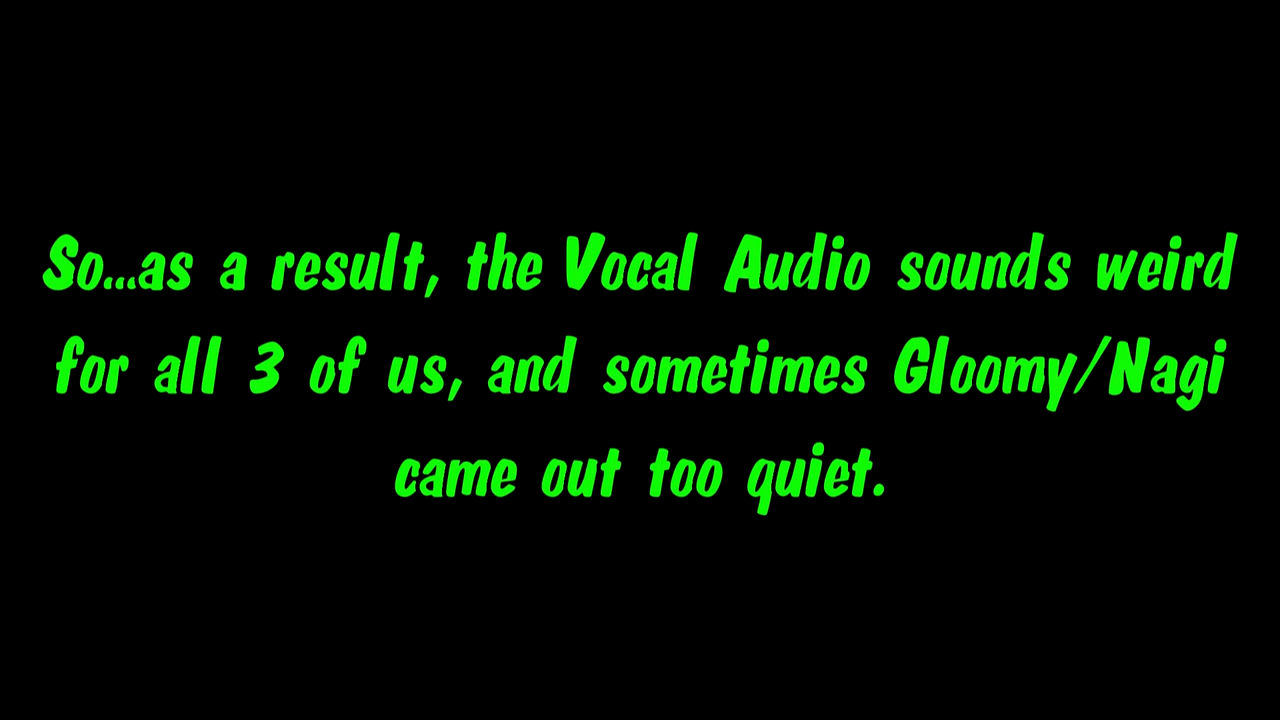 So...as a result, the Vocal Audio sounds weird
for all 3 of us, and sometimes Gloomy/Nagi
came out too quiet.